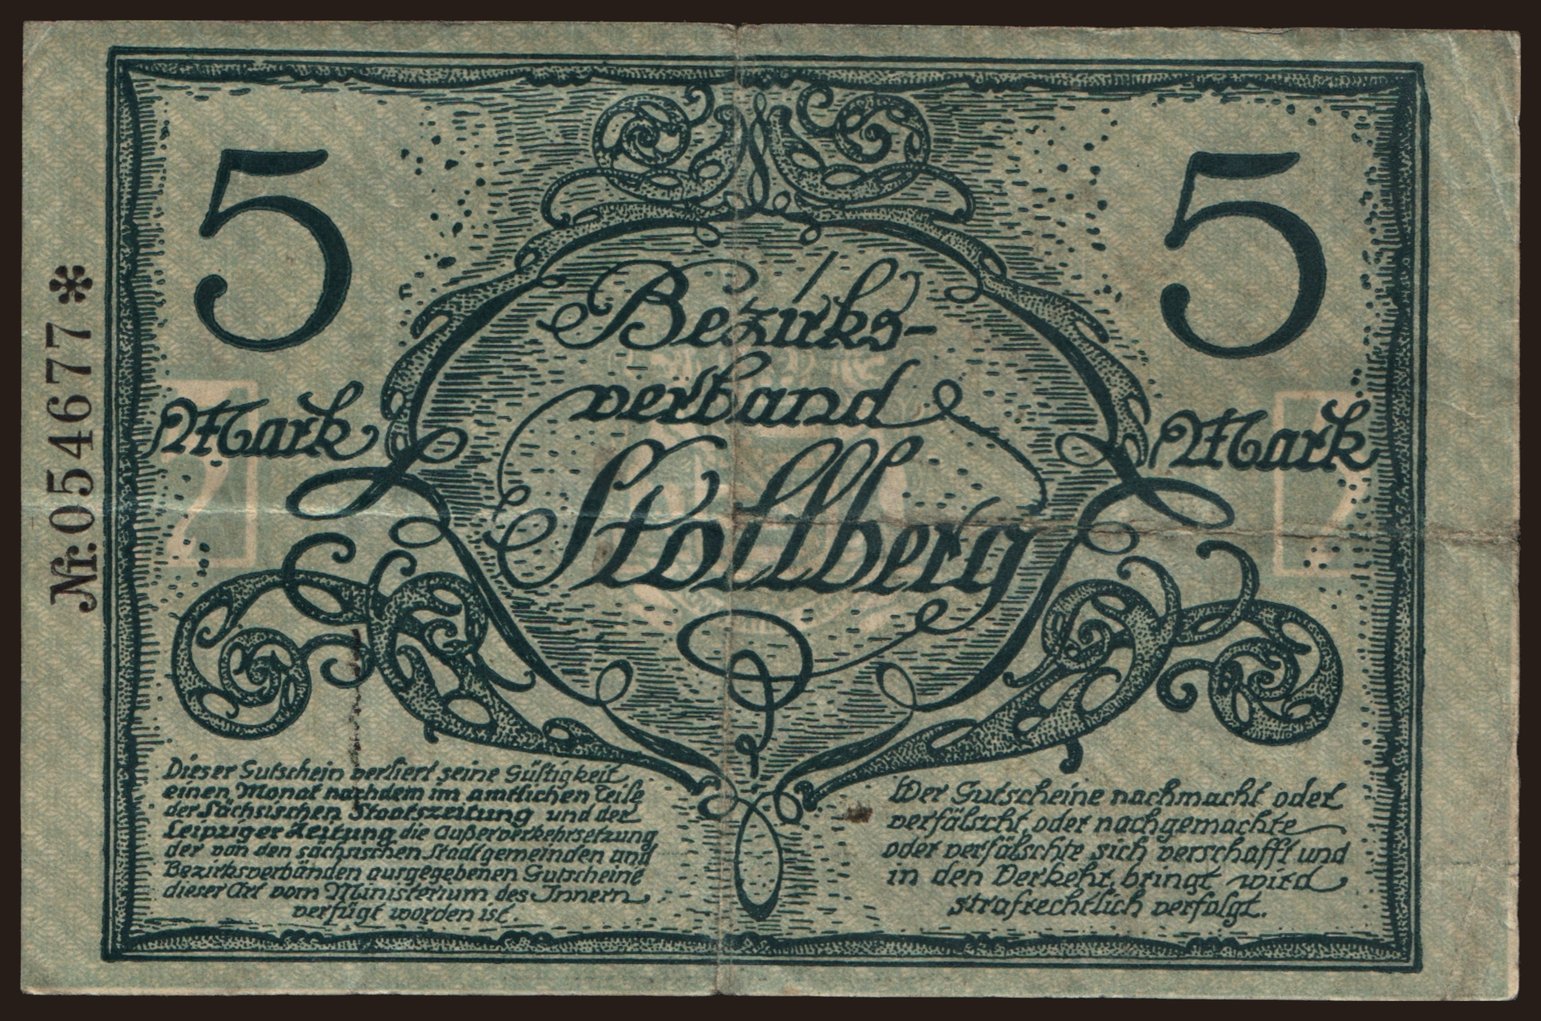 Nr. 054677 *
5
5
Mark
Mark
Bezirks-
verband
Stollberg
Dieser Gutschein verliert seine Gültigkeit
einen Monat nachdem im amtlichen Teile
der Sächsischen Staatszeitung und der
Leipziger Zeitung die Außerverkehrsetzung
der von den sächsischen Stadtgemeinden und
Bezirksverbänden ausgegebenen Gutscheine
dieser Art vom Ministerium des Innern
verfügt worden ist.
Wer Gutscheine nachmacht oder
verfälscht, oder nachgemachte
oder verfälschte sich verschafft und
in den Verkehr bringt wird
strafrechtlich verfolgt.